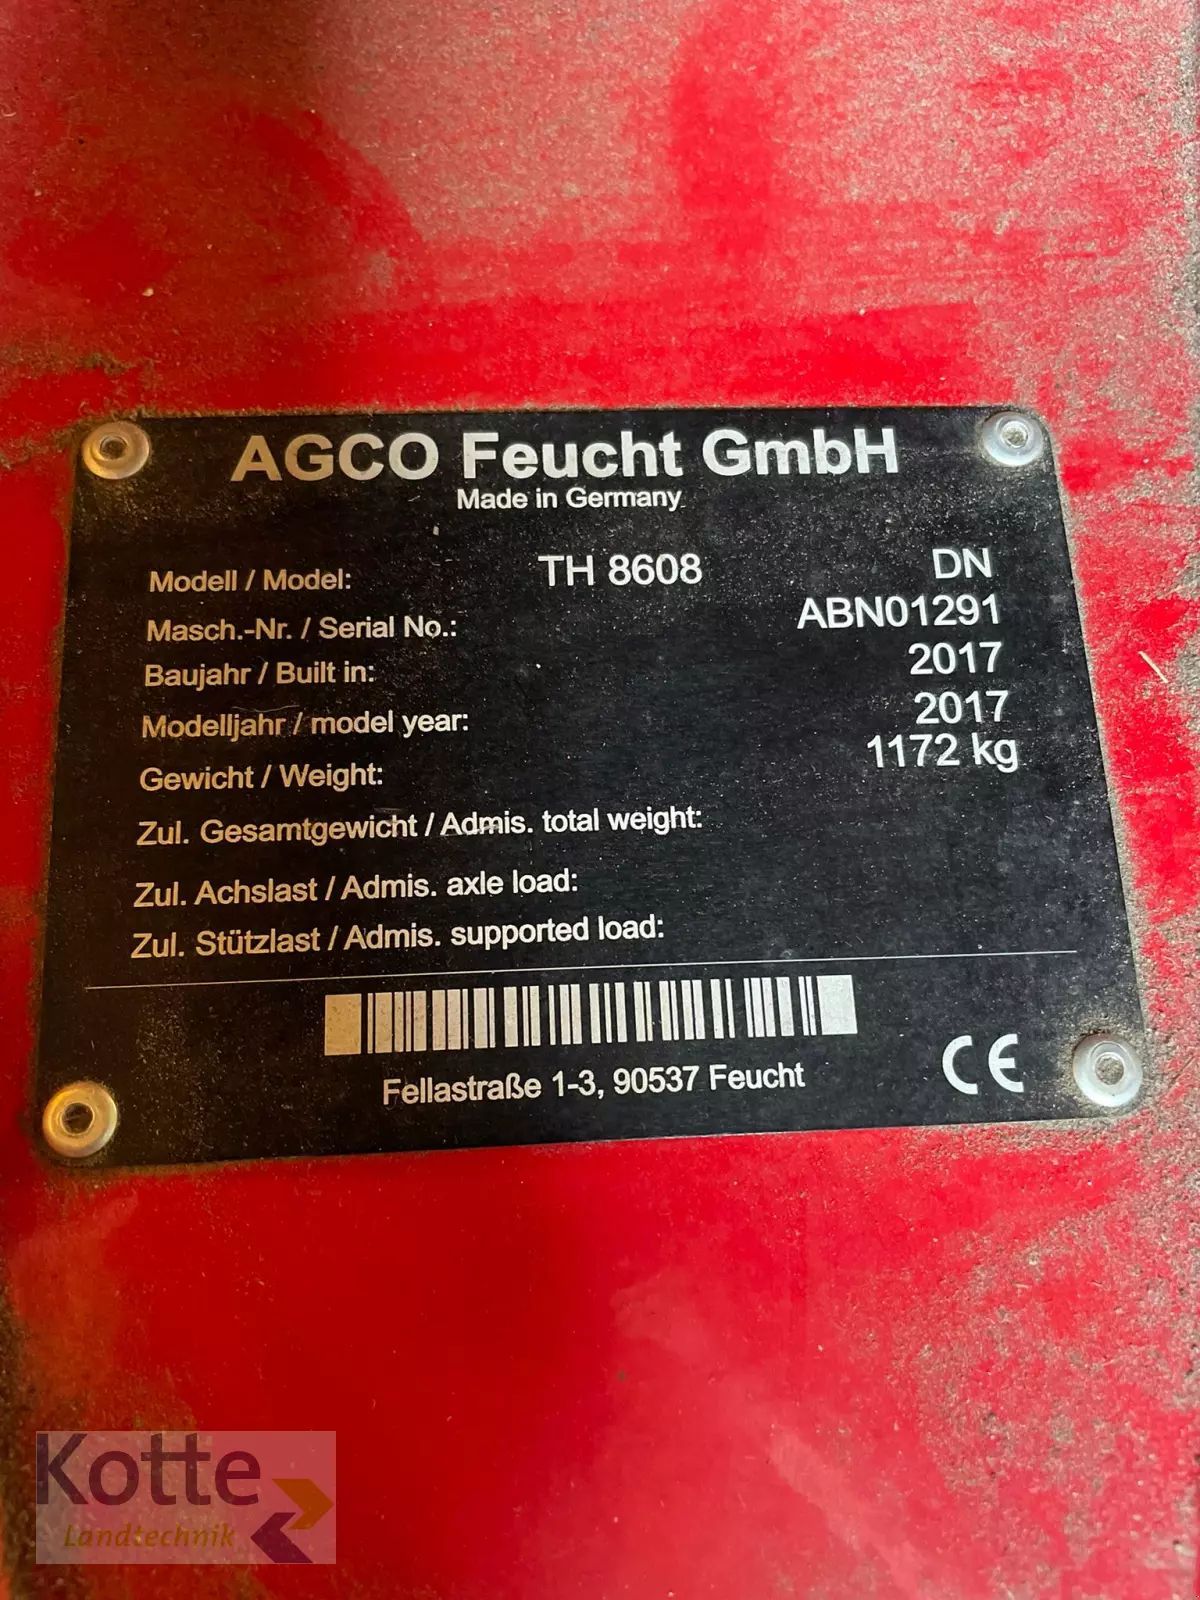 AGCO Feucht GmbH
Made in Germany
Modell / Model: TH 8608 DN
Masch.-Nr. / Serial No.: ABN01291
Baujahr / Built in: 2017
Modelljahr / model year: 2017
Gewicht / Weight: 1172 kg
Zul. Gesamtgewicht / Admis. total weight:
Zul. Achslast / Admis. axle load:
Zul. Stützlast / Admis. supported load:
Fellastraße 1-3, 90537 Feucht
CE
Kotte
Landtechnik